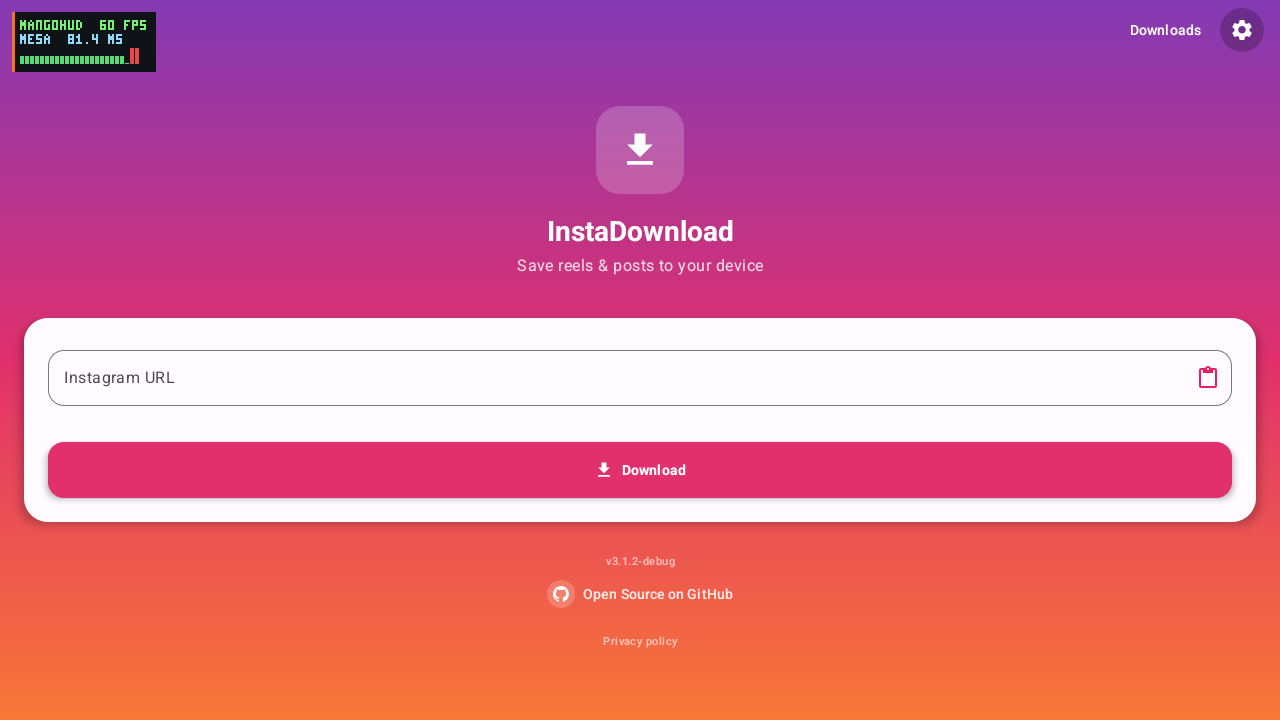 MANGOHUD 60 FPS
MESA 81.4 MS
Downloads
InstaDownload
Save reels & posts to your device
Instagram URL
Download
v3.1.2-debug
Open Source on GitHub
Privacy policy